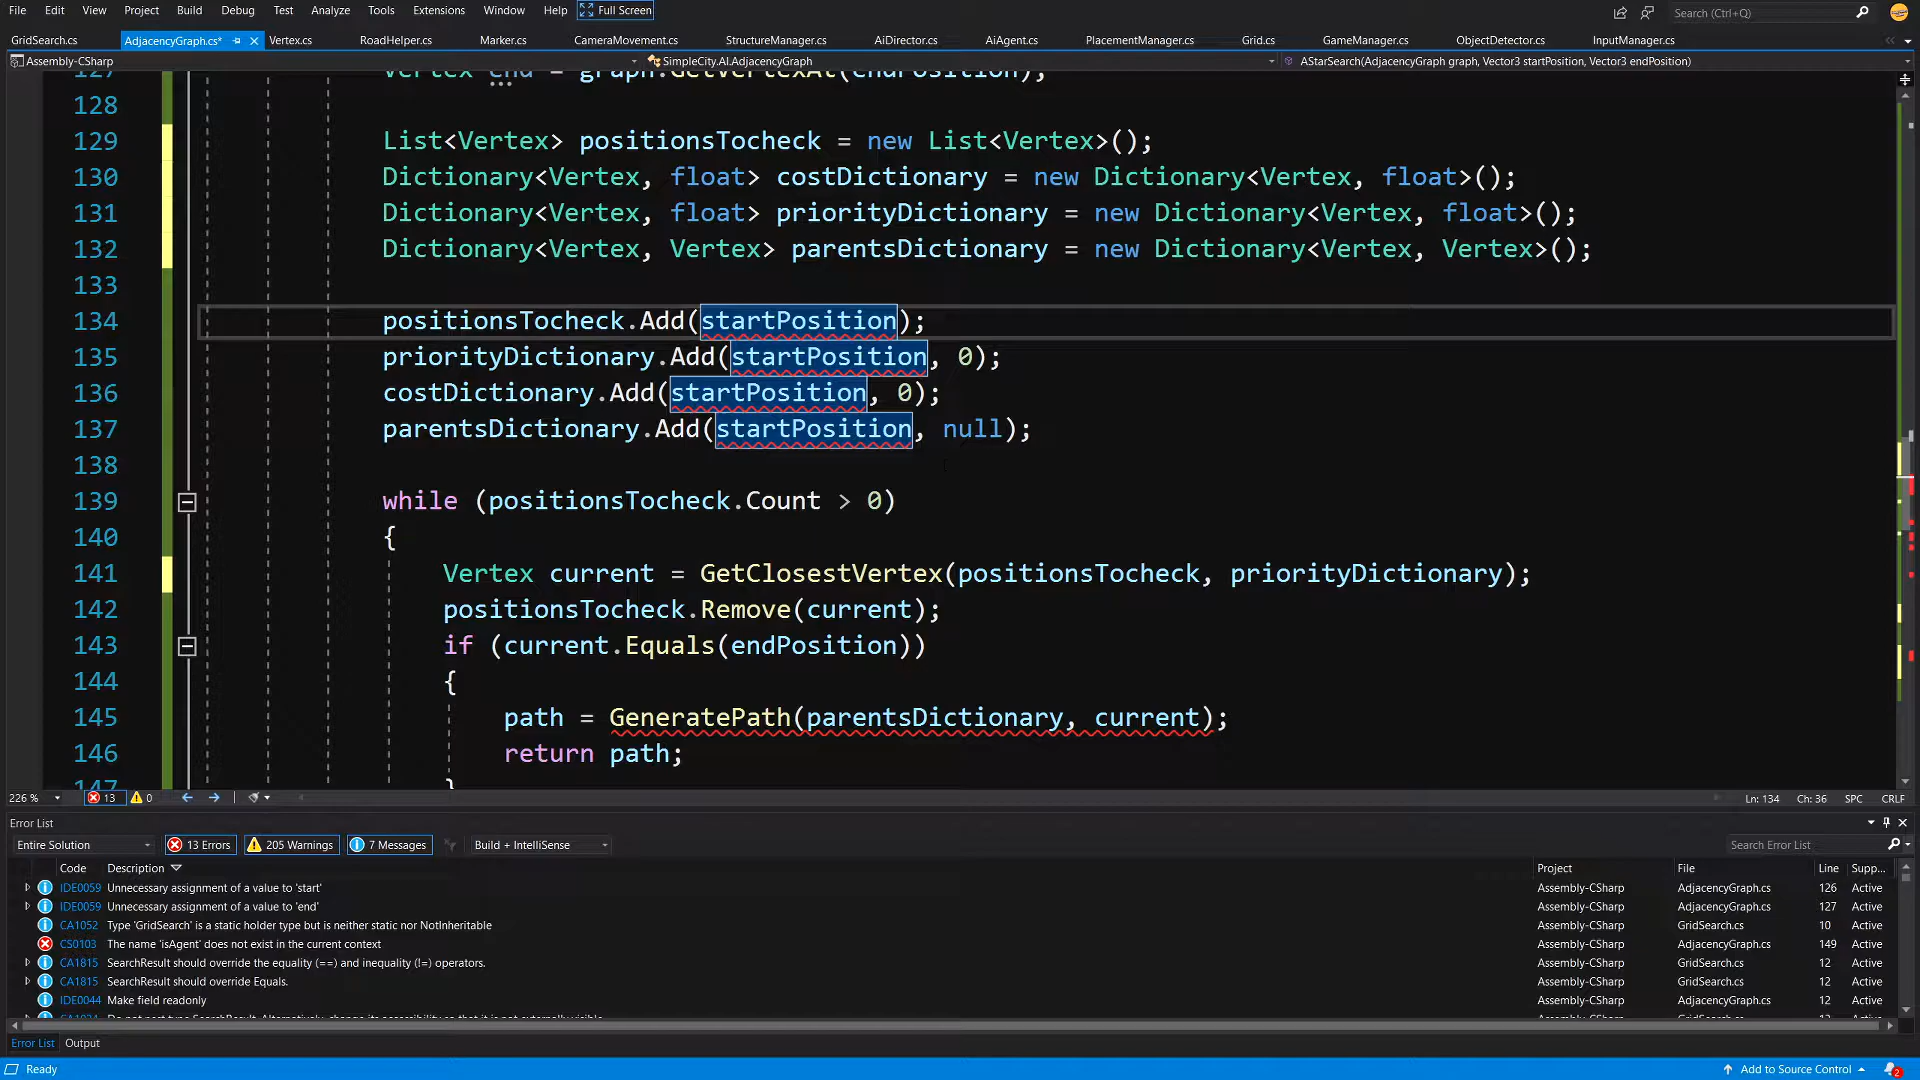 File Edit View Project Build Debug Test Analyze Tools Extensions Window Help Full Screen Search (Ctrl+Q)
GridSearch.cs AdjacencyGraph.cs* Vertex.cs RoadHelper.cs Marker.cs CameraMovement.cs StructureManager.cs AiDirector.cs AiAgent.cs PlacementManager.cs Grid.cs GameManager.cs ObjectDetector.cs InputManager.cs
Assembly-CSharp SimpleCity.AI.AdjacencyGraph AStarSearch(AdjacencyGraph graph, Vector3 startPosition, Vector3 endPosition)
127 Vertex end = graph.GetVertexAt(endPosition);
128
129 List<Vertex> positionsTocheck = new List<Vertex>();
130 Dictionary<Vertex, float> costDictionary = new Dictionary<Vertex, float>();
131 Dictionary<Vertex, float> priorityDictionary = new Dictionary<Vertex, float>();
132 Dictionary<Vertex, Vertex> parentsDictionary = new Dictionary<Vertex, Vertex>();
133
134 positionsTocheck.Add(startPosition);
135 priorityDictionary.Add(startPosition, 0);
136 costDictionary.Add(startPosition, 0);
137 parentsDictionary.Add(startPosition, null);
138
139 while (positionsTocheck.Count > 0)
140 {
141 Vertex current = GetClosestVertex(positionsTocheck, priorityDictionary);
142 positionsTocheck.Remove(current);
143 if (current.Equals(endPosition))
144 {
145 path = GeneratePath(parentsDictionary, current);
146 return path;
147 }
226 % 13 0 Ln: 134 Ch: 36 SPC CRLF
Error List
Entire Solution 13 Errors 205 Warnings 7 Messages Build + IntelliSense Search Error List
Code Description Project File Line Supp...
IDE0059 Unnecessary assignment of a value to 'start' Assembly-CSharp AdjacencyGraph.cs 126 Active
IDE0059 Unnecessary assignment of a value to 'end' Assembly-CSharp AdjacencyGraph.cs 127 Active
CA1052 Type 'GridSearch' is a static holder type but is neither static nor NotInheritable Assembly-CSharp GridSearch.cs 10 Active
CS0103 The name 'isAgent' does not exist in the current context Assembly-CSharp AdjacencyGraph.cs 149 Active
CA1815 SearchResult should override the equality (==) and inequality (!=) operators. Assembly-CSharp GridSearch.cs 12 Active
CA1815 SearchResult should override Equals. Assembly-CSharp GridSearch.cs 12 Active
IDE0044 Make field readonly Assembly-CSharp AdjacencyGraph.cs 12 Active
Error List Output
Ready Add to Source Control 2